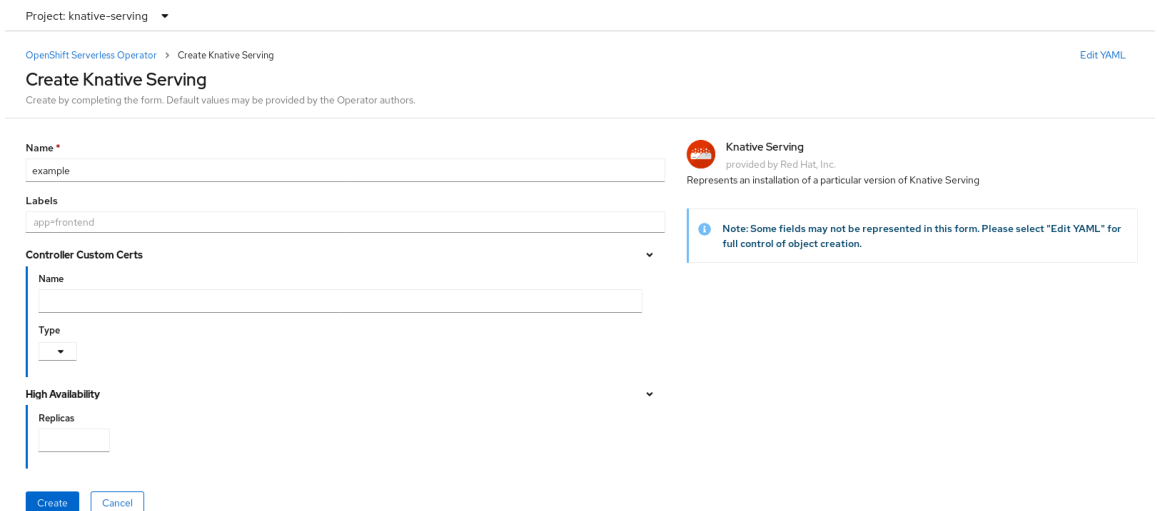 Project: knative-serving
OpenShift Serverless Operator > Create Knative Serving
Edit YAML
Create Knative Serving
Create by completing the form. Default values may be provided by the Operator authors.
Name *
example
Labels
app=frontend
Controller Custom Certs
Name
Type
High Availability
Replicas
Create
Cancel
Knative Serving
provided by Red Hat, Inc.
Represents an installation of a particular version of Knative Serving
Note: Some fields may not be represented in this form. Please select "Edit YAML" for
full control of object creation.